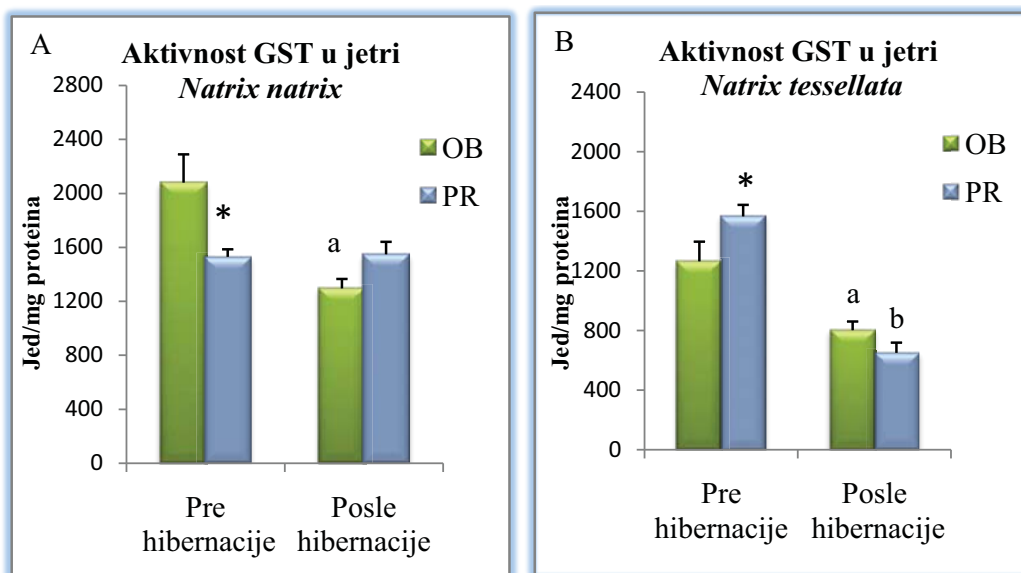 A
Aktivnost GST u jetri
Natrix natrix
2800
2400
2000
1600
1200
800
400
0
Jed/mg proteina
OB
PR
*
a
Pre
hibernacije
Posle
hibernacije
B
Aktivnost GST u jetri
Natrix tessellata
2400
2000
1600
1200
800
400
0
Jed/mg proteina
OB
PR
*
a
b
Pre
hibernacije
Posle
hibernacije